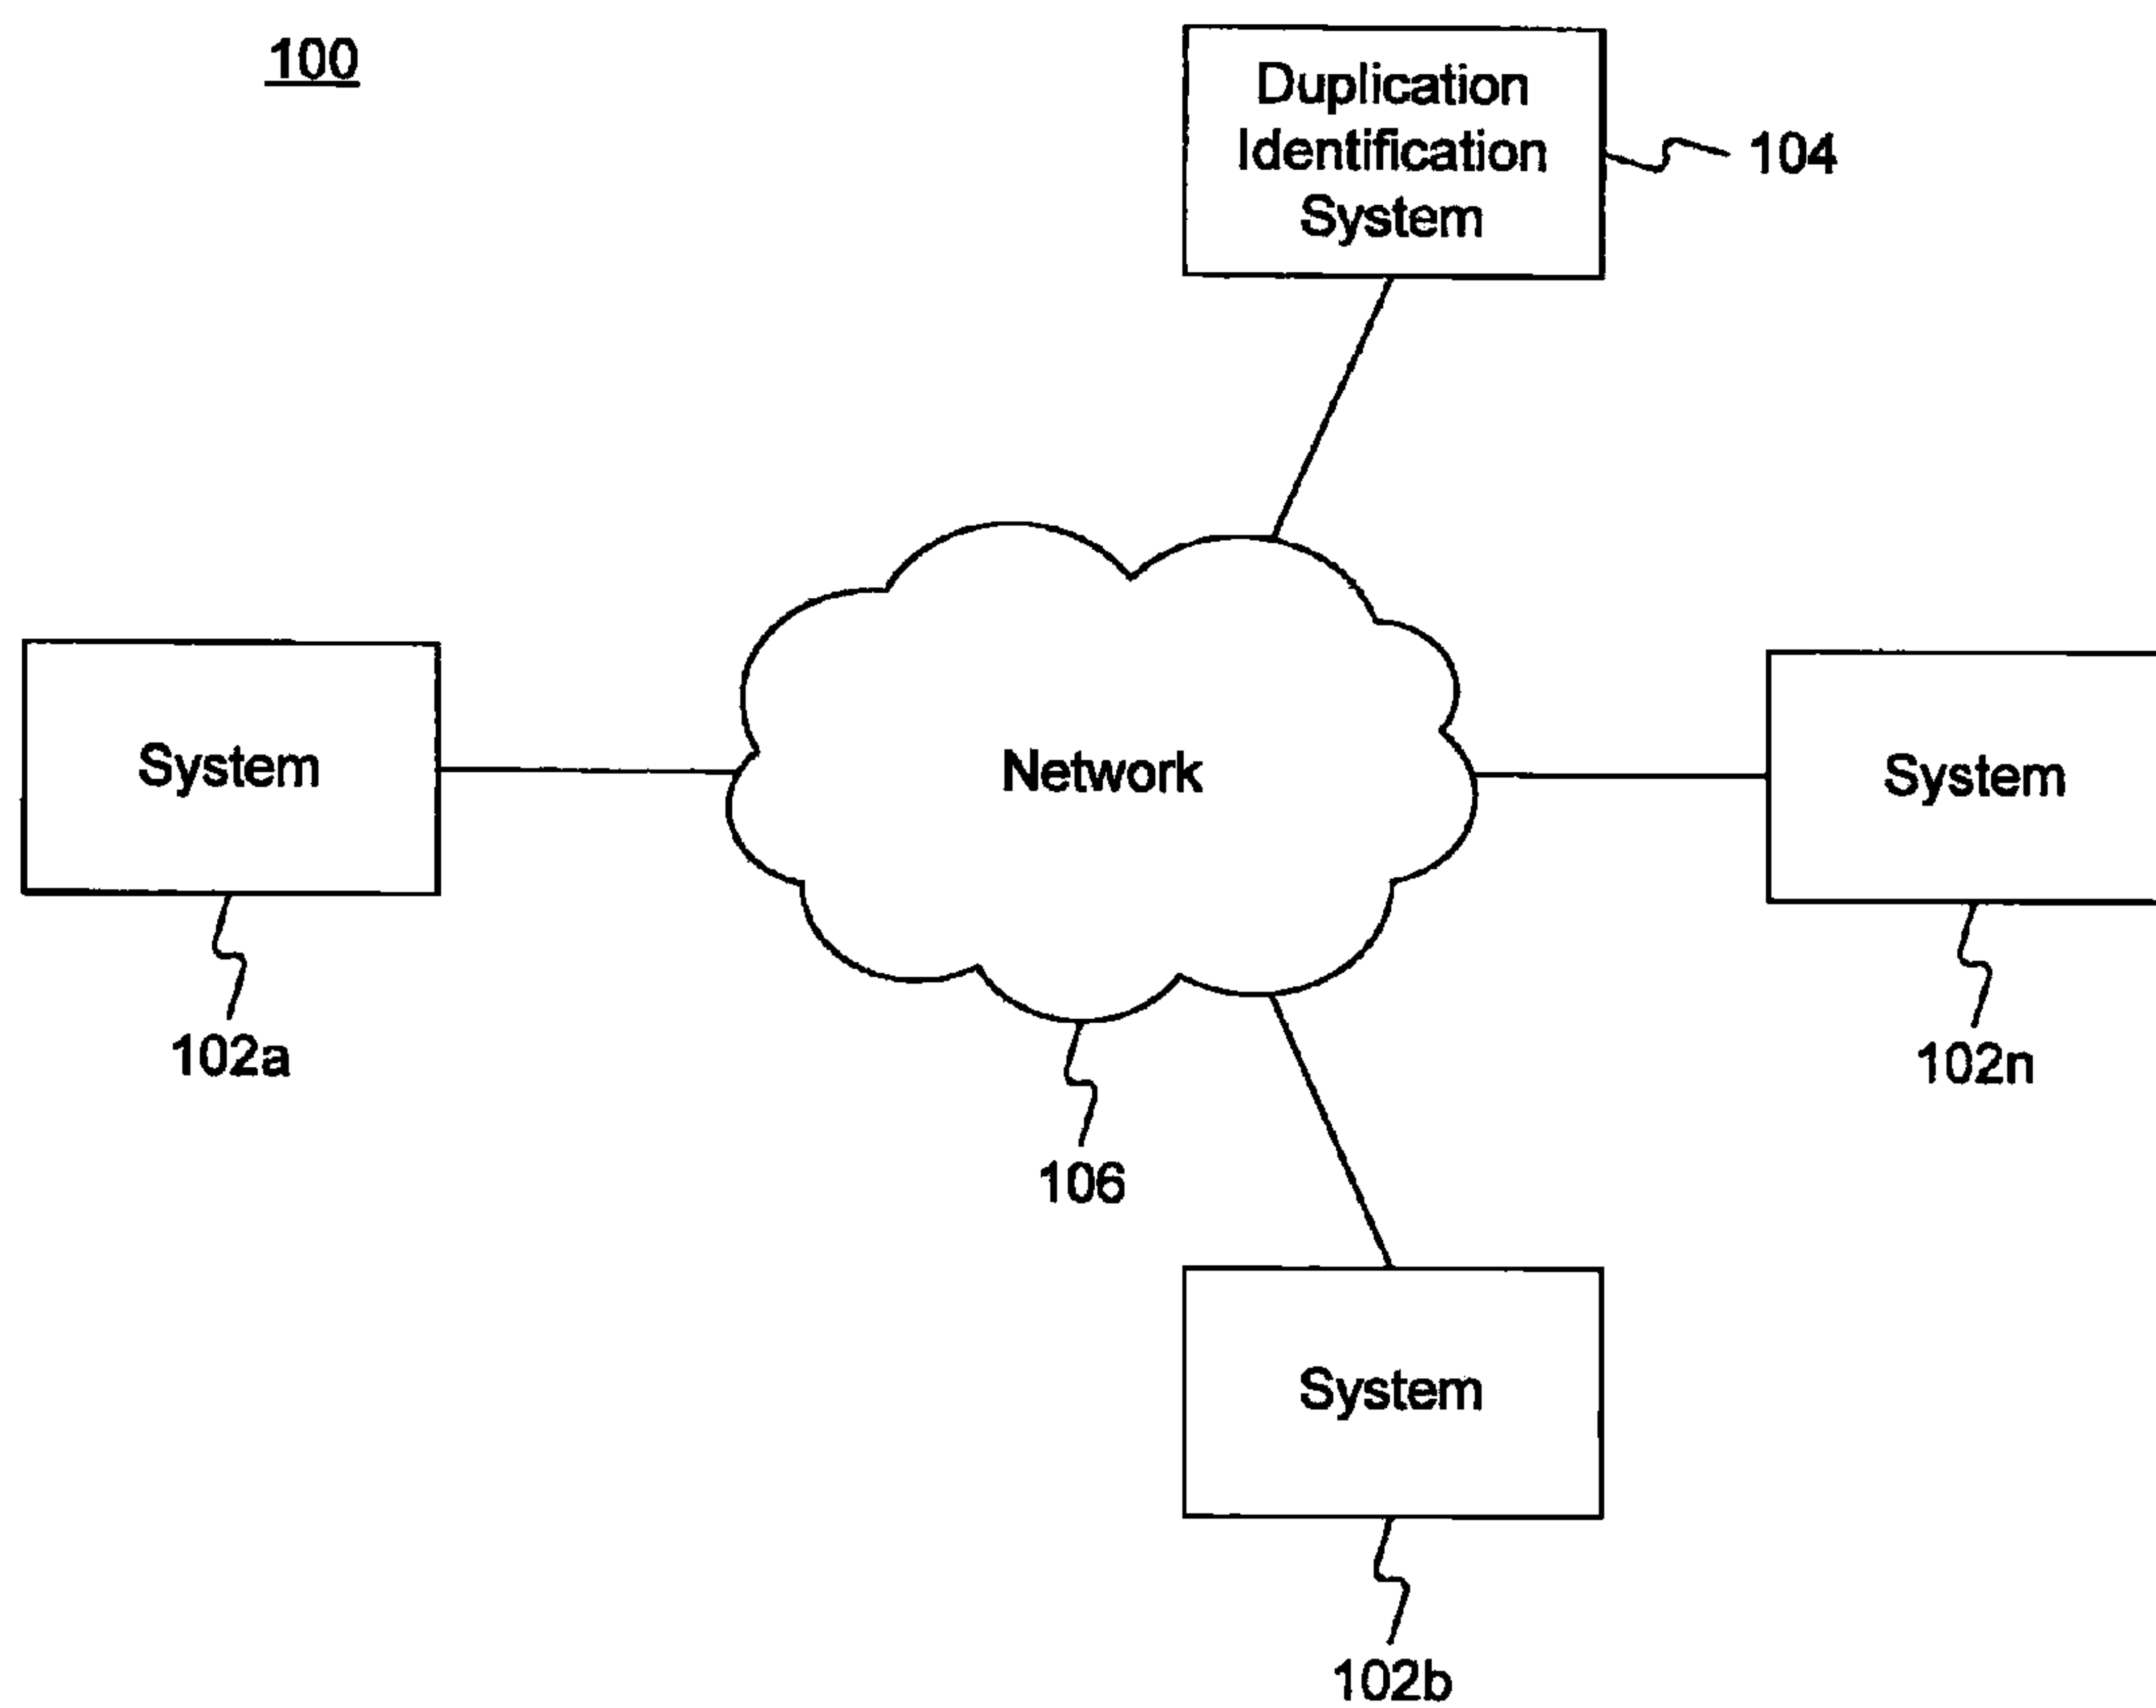 100
Duplication
Identification
System
104
System
Network
System
102a
102n
106
System
102b